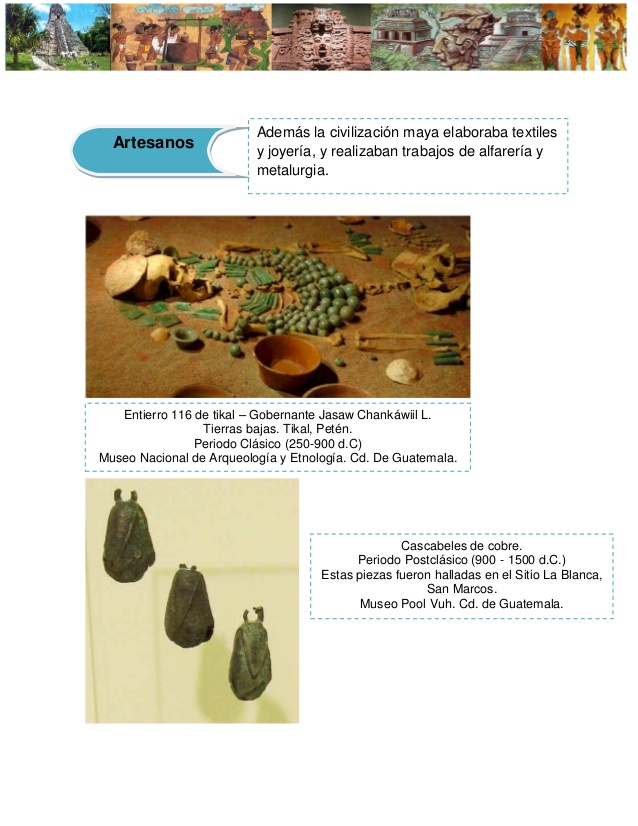 Artesanos
Además la civilización maya elaboraba textiles
y joyería, y realizaban trabajos de alfarería y
metalurgia.
Entierro 116 de tikal – Gobernante Jasaw Chankáwiil L.
Tierras bajas. Tikal, Petén.
Periodo Clásico (250-900 d.C)
Museo Nacional de Arqueología y Etnología. Cd. De Guatemala.
Cascabeles de cobre.
Periodo Postclásico (900 - 1500 d.C.)
Estas piezas fueron halladas en el Sitio La Blanca,
San Marcos.
Museo Pool Vuh. Cd. de Guatemala.